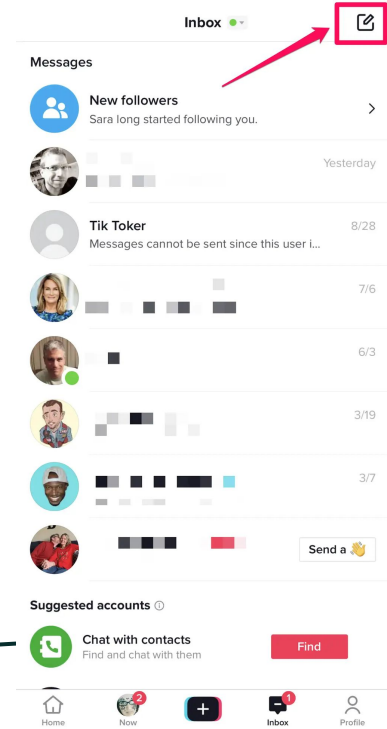 Inbox
Messages
New followers
Sara long started following you.
Yesterday
Tik Toker
8/28
Messages cannot be sent since this user i...
7/6
6/3
3/19
3/7
Send a 👋
Suggested accounts
Chat with contacts
Find and chat with them
Find
2
1
Home
Now
Inbox
Profile